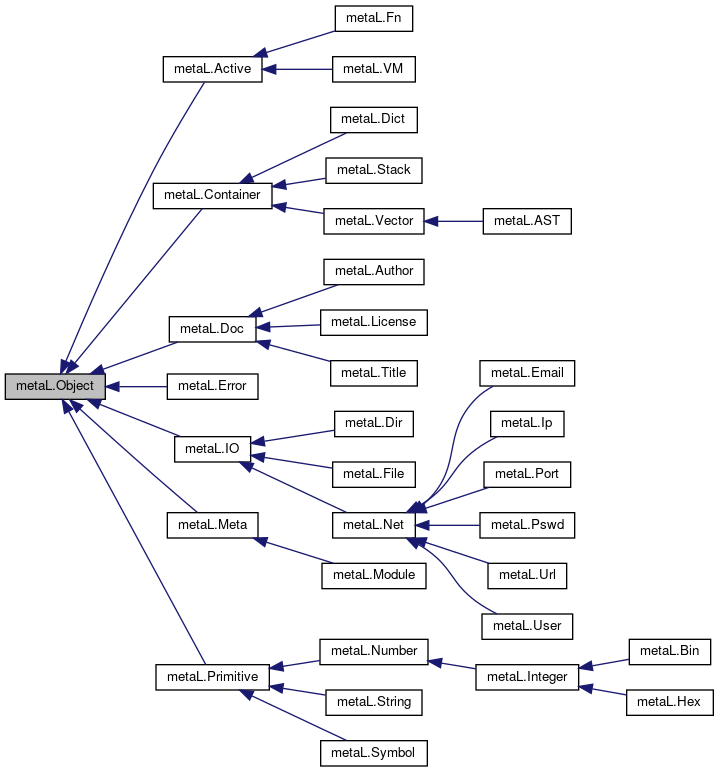 metaL.Fn
metaL.Active
metaL.VM
metaL.Dict
metaL.Stack
metaL.Container
metaL.Vector
metaL.AST
metaL.Author
metaL.License
metaL.Doc
metaL.Title
metaL.Email
metaL.Object
metaL.Error
metaL.Dir
metaL.Ip
metaL.IO
metaL.File
metaL.Port
metaL.Meta
metaL.Net
metaL.Pswd
metaL.Module
metaL.Url
metaL.User
metaL.Number
metaL.Bin
metaL.Primitive
metaL.Integer
metaL.String
metaL.Hex
metaL.Symbol